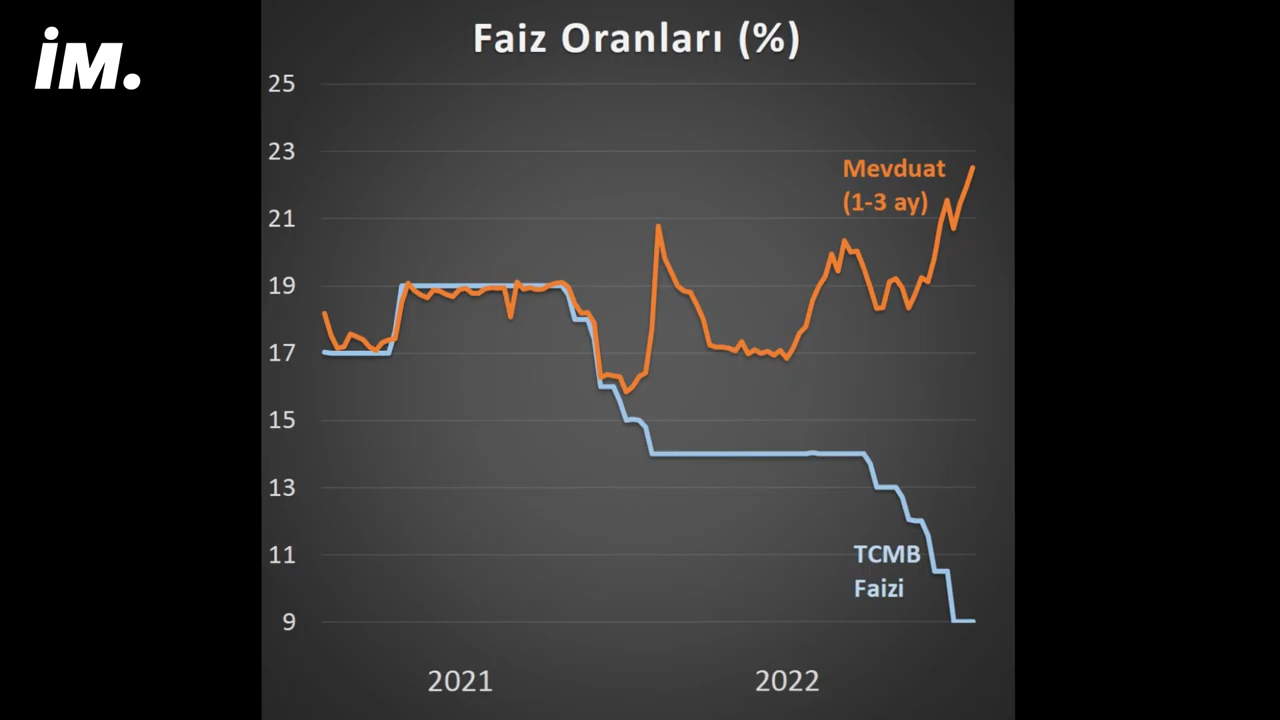 im.
Faiz Oranları (%)
25
23
21
19
17
15
13
11
9
Mevduat
(1-3 ay)
TCMB
Faizi
2021
2022